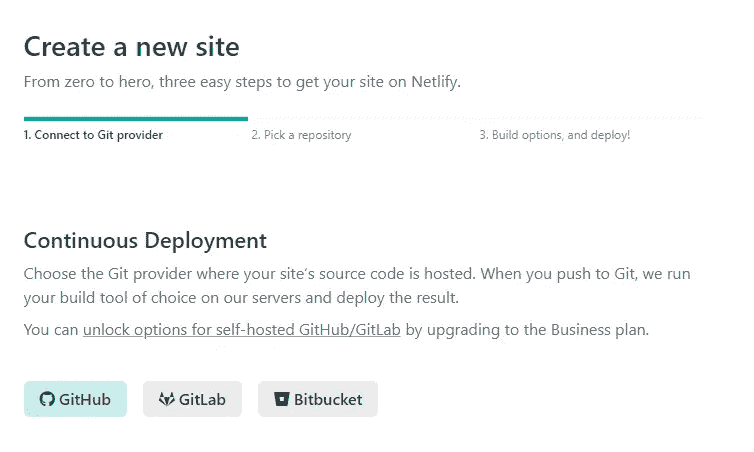 Create a new site
From zero to hero, three easy steps to get your site on Netlify.
1. Connect to Git provider
2. Pick a repository
3. Build options, and deploy!
Continuous Deployment
Choose the Git provider where your site's source code is hosted. When you push to Git, we run
your build tool of choice on our servers and deploy the result.
You can unlock options for self-hosted GitHub/GitLab by upgrading to the Business plan.
GitHub
GitLab
Bitbucket